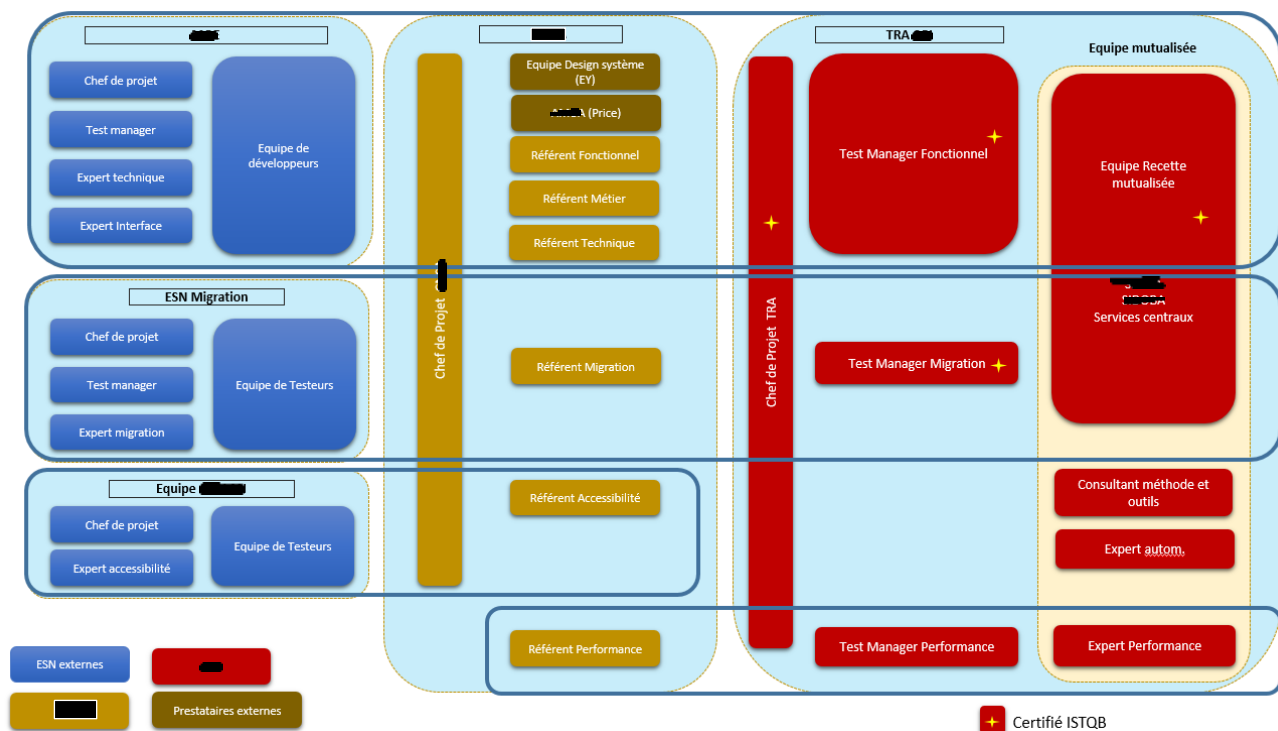 TRA
Equipe mutualisée
Chef de projet
Test manager
Expert technique
Expert Interface
Equipe de
développeurs
Equipe Design système
(EY)
(Price)
Référent Fonctionnel
Référent Métier
Référent Technique
Chef de Projet
Chef de Projet TRA
Test Manager Fonctionnel
Equipe Recette
mutualisée
Services centraux
ESN Migration
Chef de projet
Test manager
Expert migration
Equipe de Testeurs
Référent Migration
Test Manager Migration
Equipe
Chef de projet
Expert accessibilité
Equipe de Testeurs
Référent Accessibilité
Consultant méthode et
outils
Expert autom.
Référent Performance
Test Manager Performance
Expert Performance
ESN externes
Prestataires externes
Certifié ISTQB